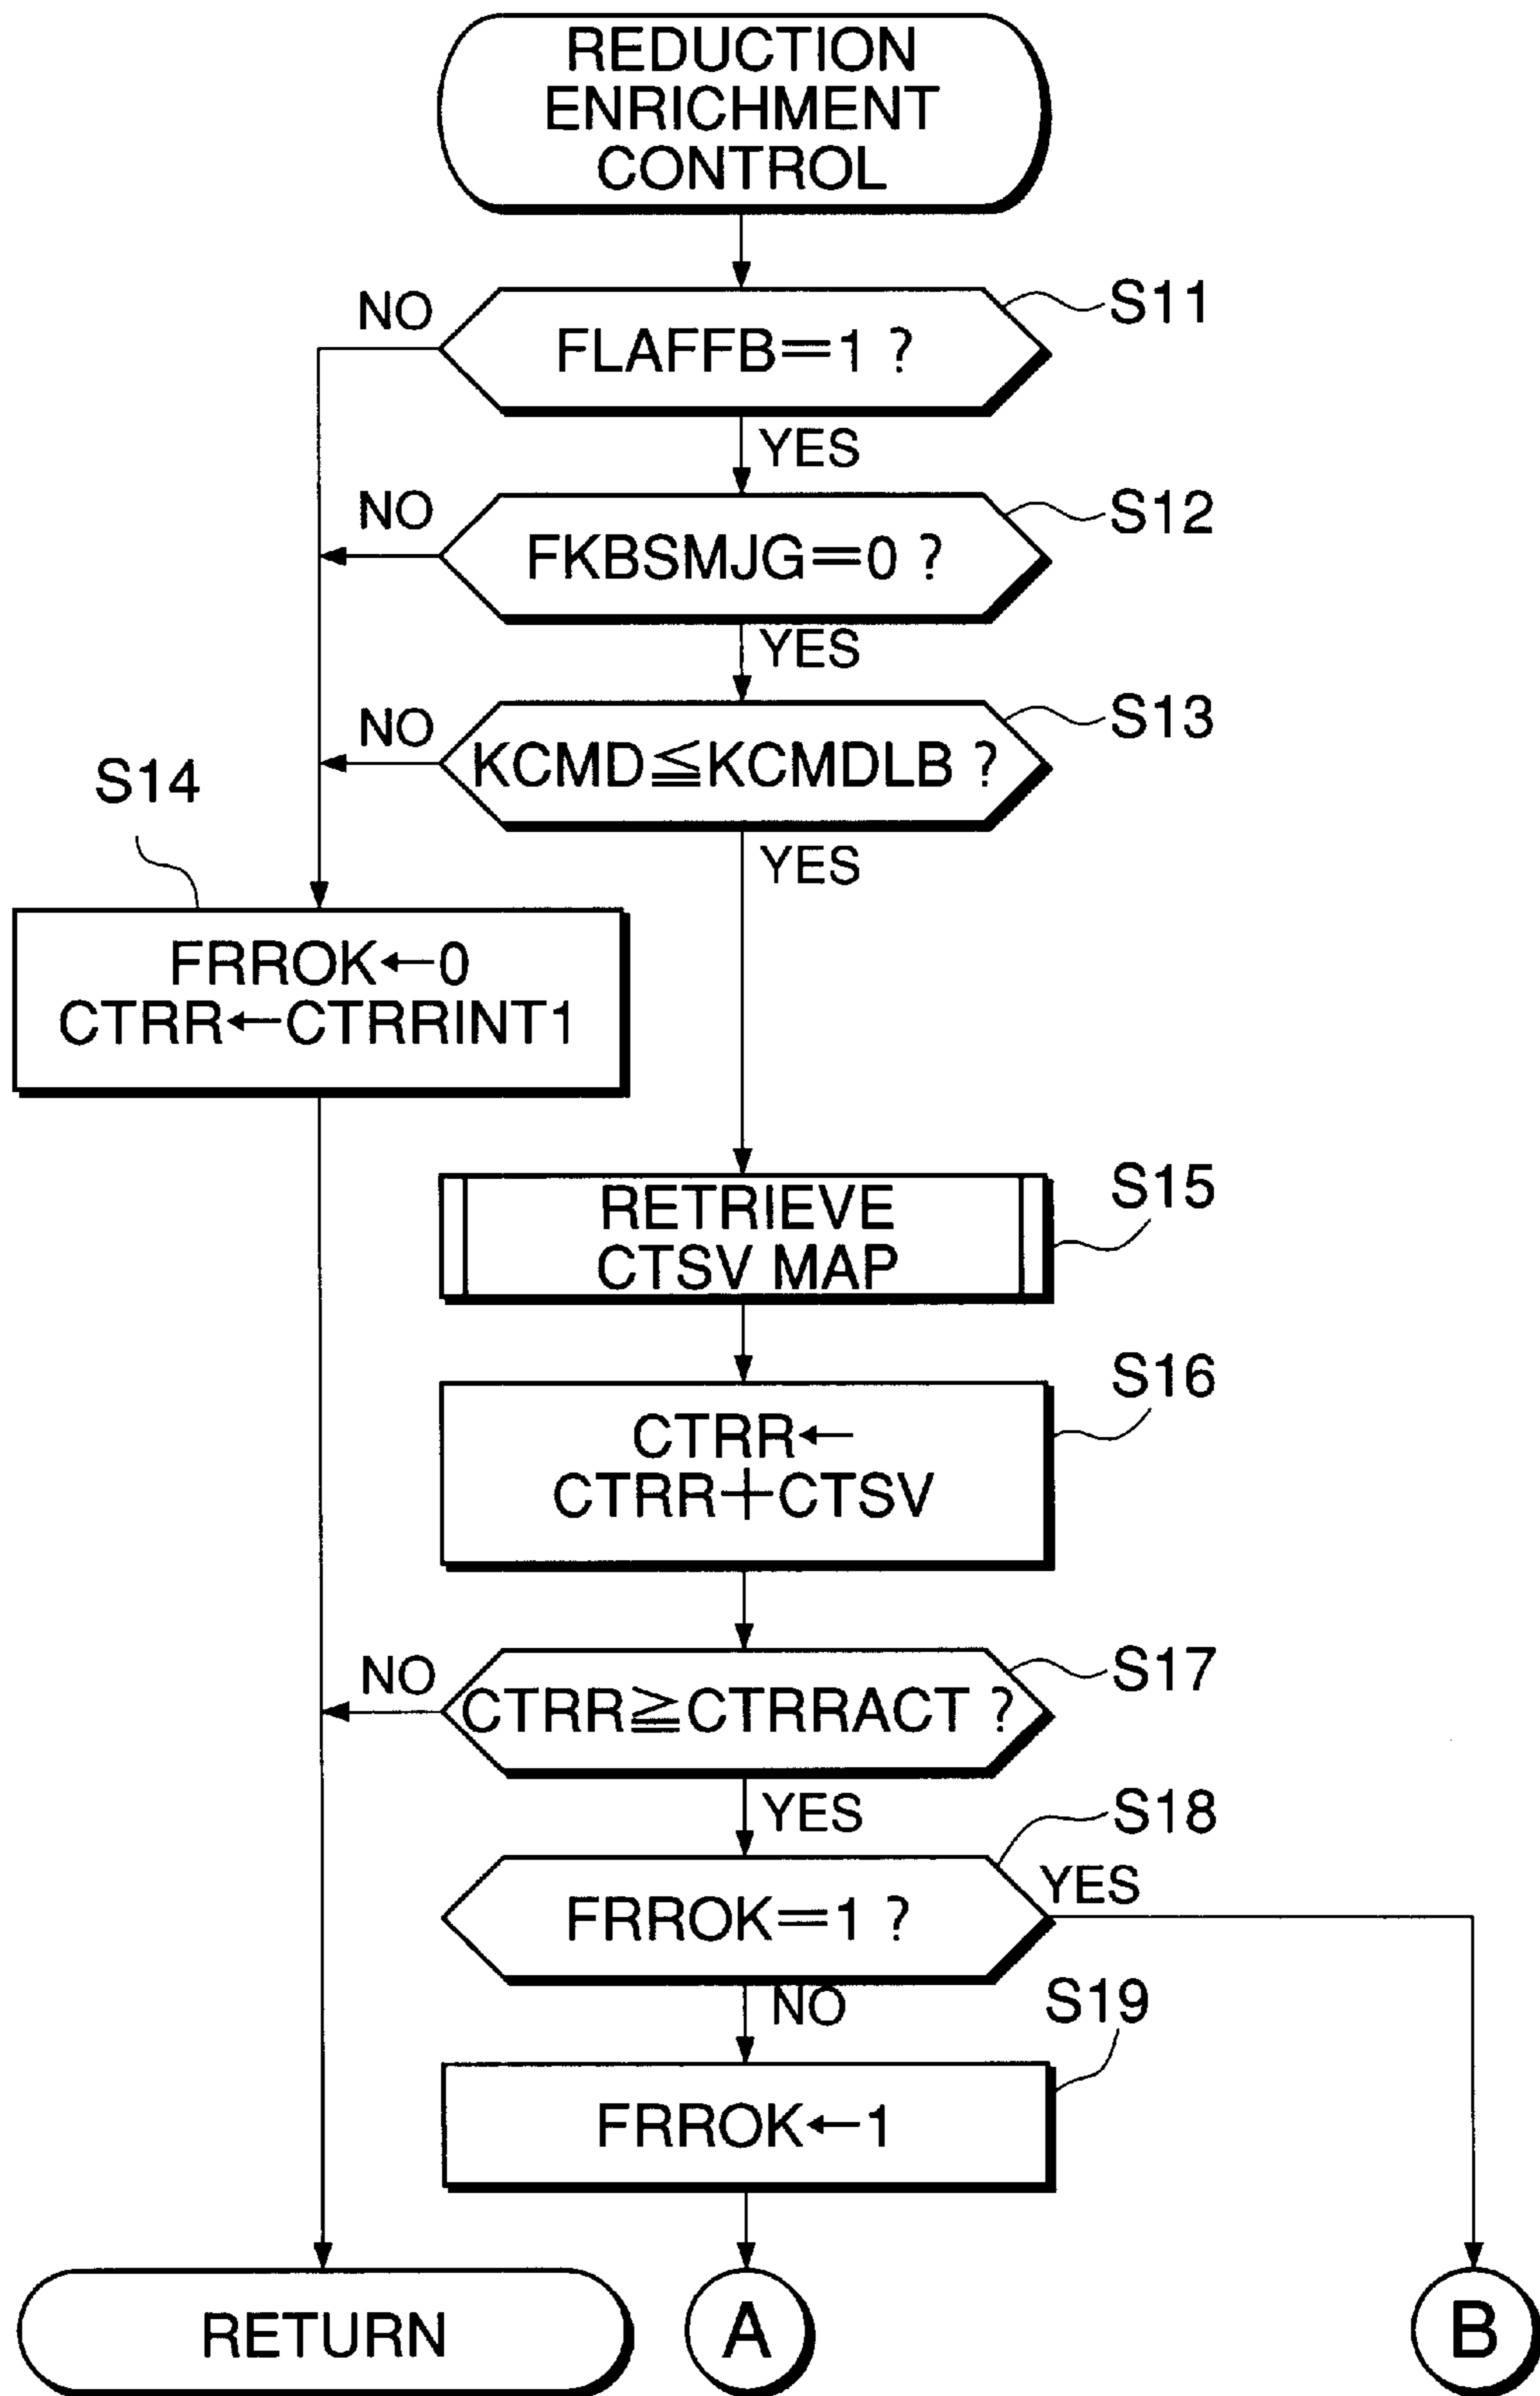 REDUCTION
ENRICHMENT
CONTROL
S11
NO
FLAFFB=1 ?
YES
S12
NO
FKBSMJG=0 ?
YES
S13
NO
KCMD≦KCMDLB ?
YES
S14
FRROK←0
CTRR←CTRRINT1
S15
RETRIEVE
CTSV MAP
S16
CTRR←
CTRR+CTSV
S17
NO
CTRR≧CTRRACT ?
YES
S18
YES
FRROK=1 ?
NO
S19
FRROK←1
RETURN
A
B